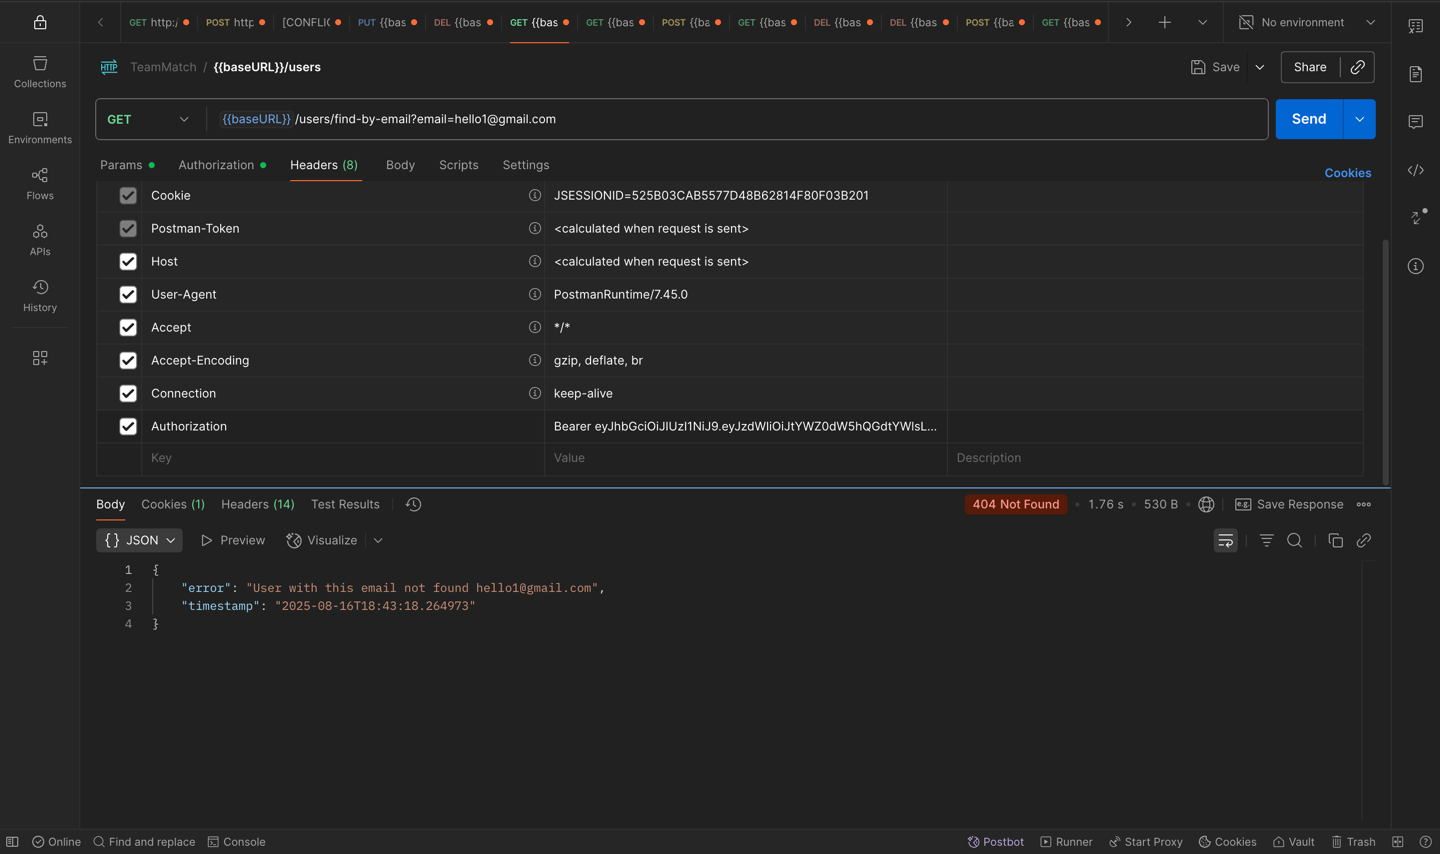 GET http:/ POST http [CONFLIC PUT {{bas DEL {{bas GET {{bas GET {{bas POST {{ba GET {{bas DEL {{bas DEL {{bas POST {{ba GET {{bas No environment
TeamMatch / {{baseURL}}/users Save Share
GET {{baseURL}} /users/find-by-email?email=hello1@gmail.com Send
Params Authorization Headers (8) Body Scripts Settings Cookies
Collections
Environments
Flows
APIs
History
Cookie JSESSIONID=525B03CAB5577D48B62814F80F03B201
Postman-Token <calculated when request is sent>
Host <calculated when request is sent>
User-Agent PostmanRuntime/7.45.0
Accept */*
Accept-Encoding gzip, deflate, br
Connection keep-alive
Authorization Bearer eyJhbGciOiJIUzI1NiJ9.eyJzdWIiOiJtYWZ0dW5hQGdtYWlsL...
Key Value Description
Body Cookies (1) Headers (14) Test Results 404 Not Found • 1.76 s • 530 B e.g. Save Response
{ } JSON Preview Visualize
1 {
2 "error": "User with this email not found hello1@gmail.com",
3 "timestamp": "2025-08-16T18:43:18.264973"
4 }
Online Find and replace Console Postbot Runner Start Proxy Cookies Vault Trash